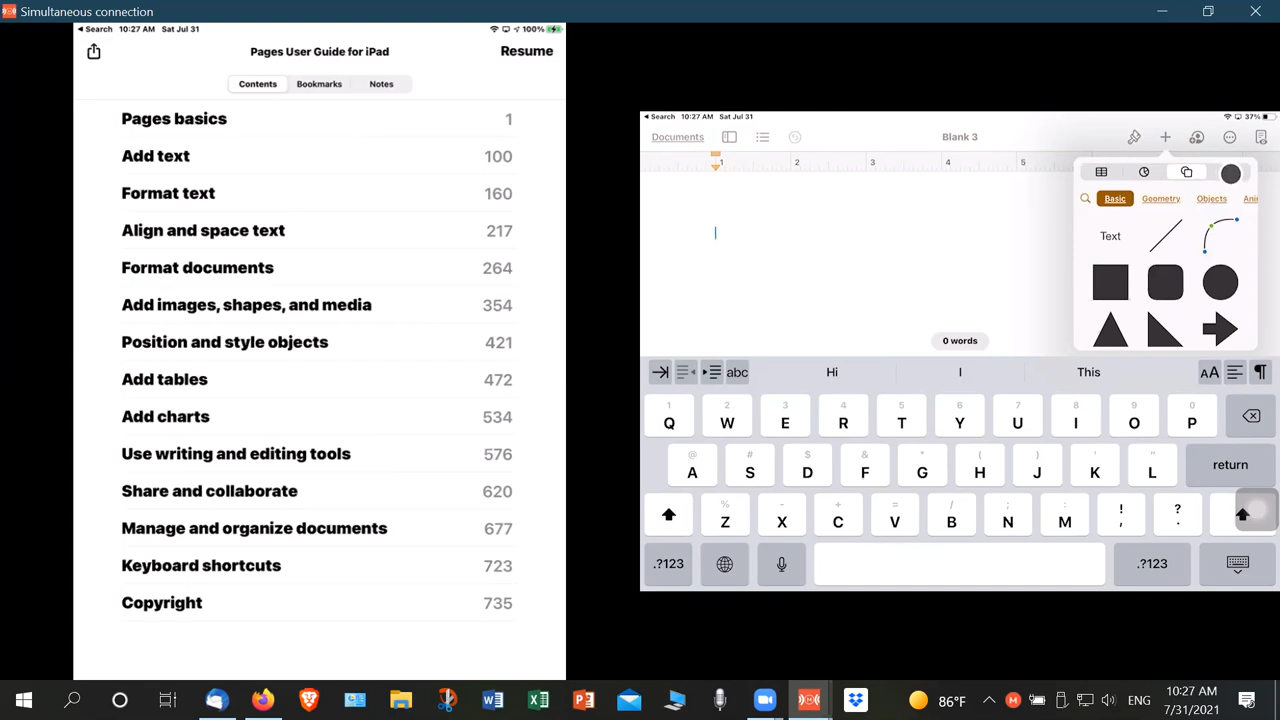 Simultaneous connection
Search 10:27 AM Sat Jul 31
100%
Pages User Guide for iPad
Resume
Contents
Bookmarks
Notes
Pages basics 1
Add text 100
Format text 160
Align and space text 217
Format documents 264
Add images, shapes, and media 354
Position and style objects 421
Add tables 472
Add charts 534
Use writing and editing tools 576
Share and collaborate 620
Manage and organize documents 677
Keyboard shortcuts 723
Copyright 735
Search 10:27 AM Sat Jul 31
37%
Documents
Blank 3
1 2 3 4 5
Basic Geometry Objects Ani
Text
0 words
abc Hi I This AA
1 2 3 4 5 6 7 8 9 0
Q W E R T Y U I O P
@ # $ & * ( ) ' "
A S D F G H J K L return
% - + = / ; : ! ?
Z X C V B N M , .
.?123 .?123
86°F
ENG
10:27 AM
7/31/2021